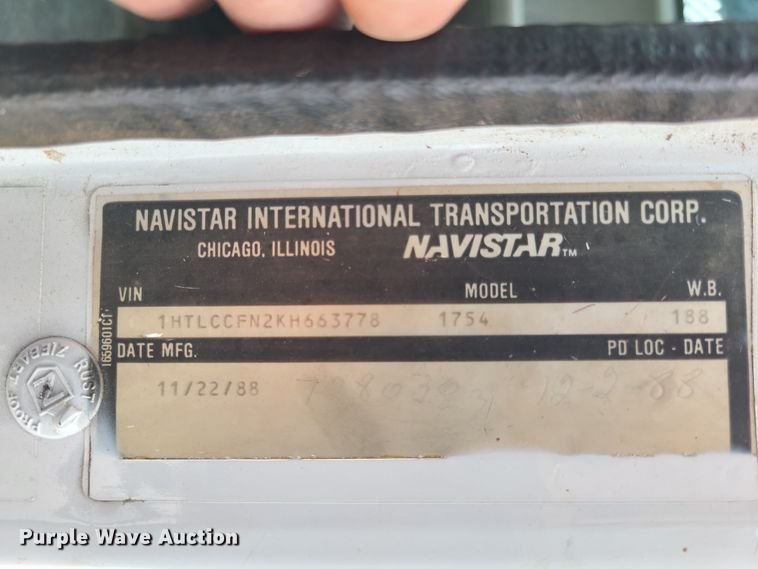 NAVISTAR INTERNATIONAL TRANSPORTATION CORP.
CHICAGO, ILLINOIS NAVISTAR™
VIN MODEL W.B.
1HTLCCFN2KH663778 1754 188
DATE MFG. PD LOC - DATE
11/22/88 12-2-88
1659601C1
ZIEBART RUST PROOF
Purple Wave Auction